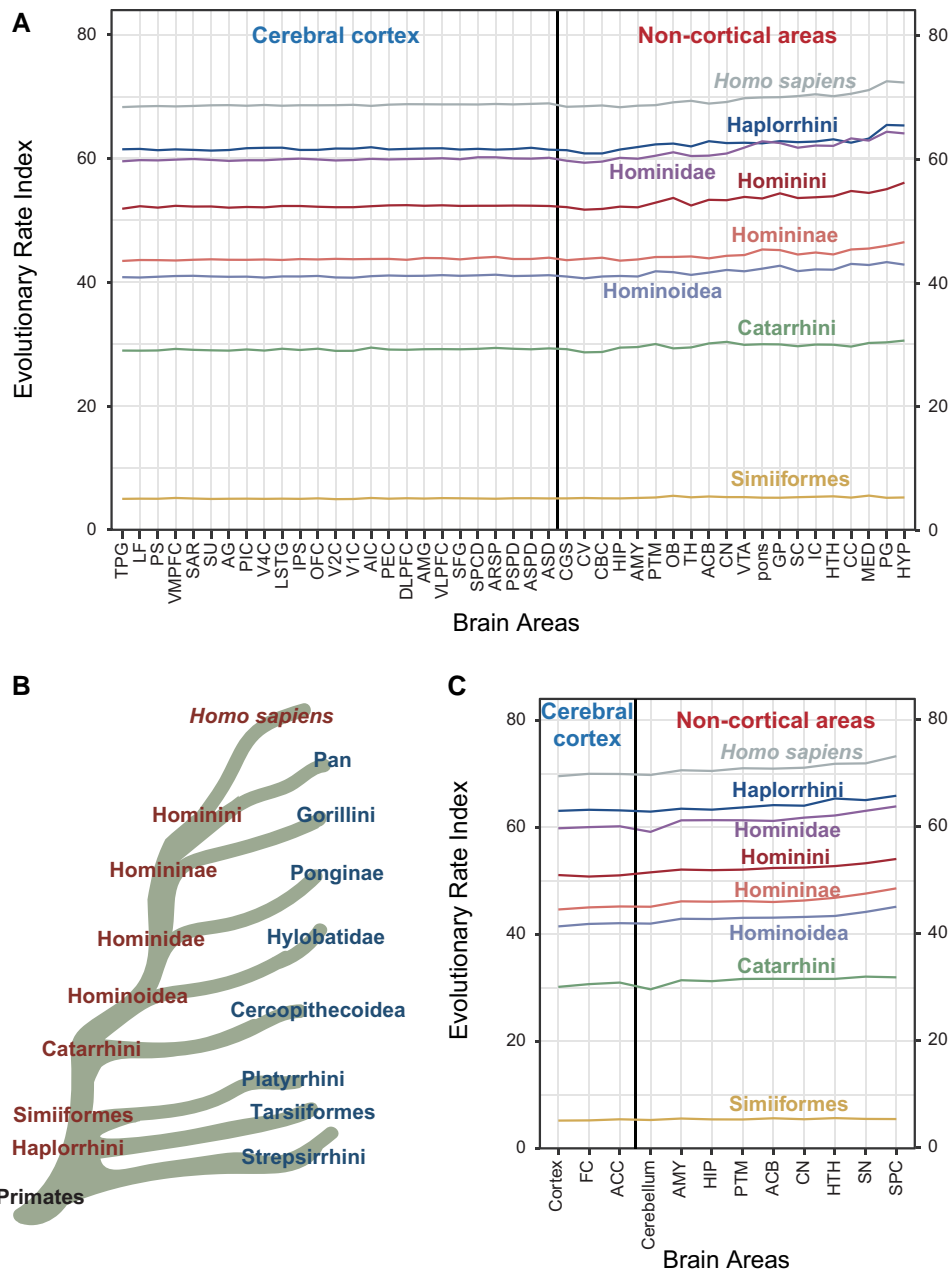 A
Cerebral cortex
Non-cortical areas
Homo sapiens
Haplorrhini
Hominidae
Hominini
Homininae
Hominoidea
Catarrhini
Simiiformes
Evolutionary Rate Index
80
60
40
20
0
80
60
40
20
0
TPG
LF
PS
VMPFC
SAR
SU
AG
PIC
V4C
LSTG
IPS
OFC
V2C
V1C
AIC
PEC
DLPFC
AMG
VLPFC
SFG
SPCD
ARSP
PSPD
ASPD
ASD
CGS
CV
CBC
HIP
AMY
PTM
OB
TH
ACB
CN
VTA
pons
GP
SC
IC
HTH
CC
MED
PG
HYP
Brain Areas
B
Homo sapiens
Pan
Hominini
Gorillini
Homininae
Ponginae
Hominidae
Hylobatidae
Hominoidea
Cercopithecoidea
Catarrhini
Platyrrhini
Simiiformes
Tarsiiformes
Haplorrhini
Strepsirrhini
Primates
C
Cerebral
cortex
Non-cortical areas
Homo sapiens
Haplorrhini
Hominidae
Hominini
Homininae
Hominoidea
Catarrhini
Simiiformes
Evolutionary Rate Index
80
60
40
20
0
80
60
40
20
0
Cortex
FC
ACC
Cerebellum
AMY
HIP
PTM
ACB
CN
HTH
SN
SPC
Brain Areas